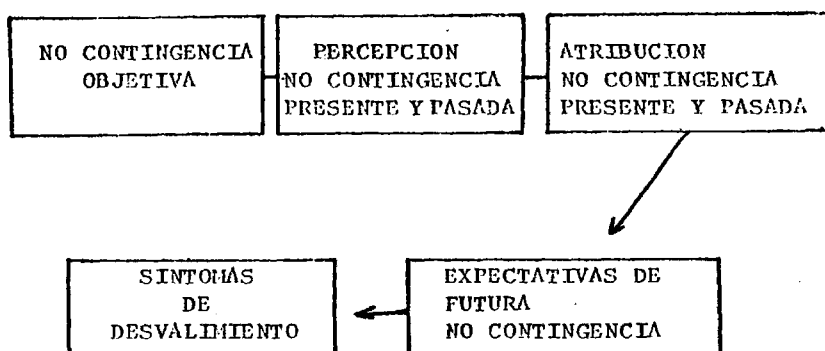 NO CONTINGENCIA
OBJETIVA
PERCEPCION
NO CONTINGENCIA
PRESENTE Y PASADA
ATRIBUCION
NO CONTINGENCIA
PRESENTE Y PASADA
SINTOMAS
DE
DESVALIMIENTO
EXPECTATIVAS DE
FUTURA
NO CONTINGENCIA